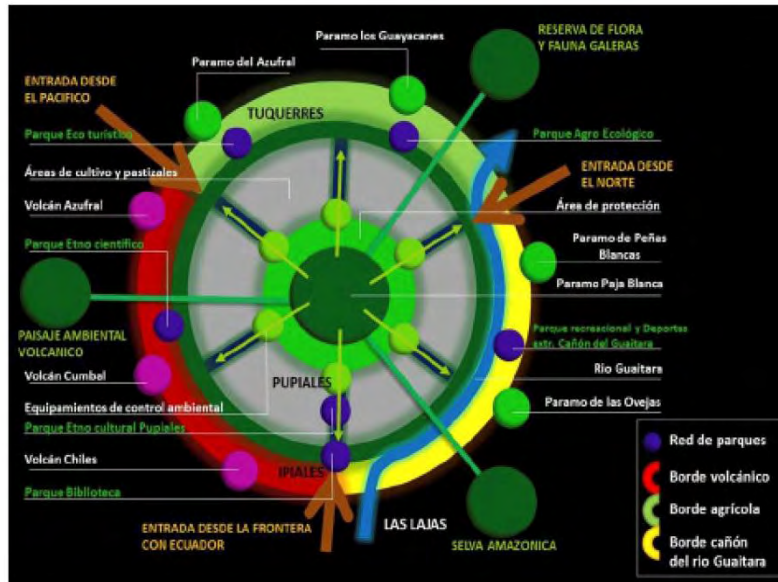 RESERVA DE FLORA
Y FAUNA GALERAS
Paramo los Guayacanes
Paramo del Azufral
ENTRADA DESDE
EL PACIFICO
TUQUERRES
Parque Eco turístico
Parque Agro Ecológico
Áreas de cultivo y pastizales
ENTRADA DESDE
EL NORTE
Volcán Azufral
Área de protección
Parque Etno científico
Paramo de Peñas
Blancas
Paramo Paja Blanca
PAISAJE AMBIENTAL
VOLCANICO
Parque recreacional y Deportes
extr. Cañón del Guaitara
Volcán Cumbal
PUPIALES
Rio Guaitara
Equipamientos de control ambiental
Paramo de las Ovejas
Parque Etno cultural Pupiales
Volcán Chiles
IPIALES
Parque Biblioteca
ENTRADA DESDE LA FRONTERA
CON ECUADOR
LAS LAJAS
SELVA AMAZONICA
Red de parques
Borde volcánico
Borde agrícola
Borde cañón
del rio Guaitara